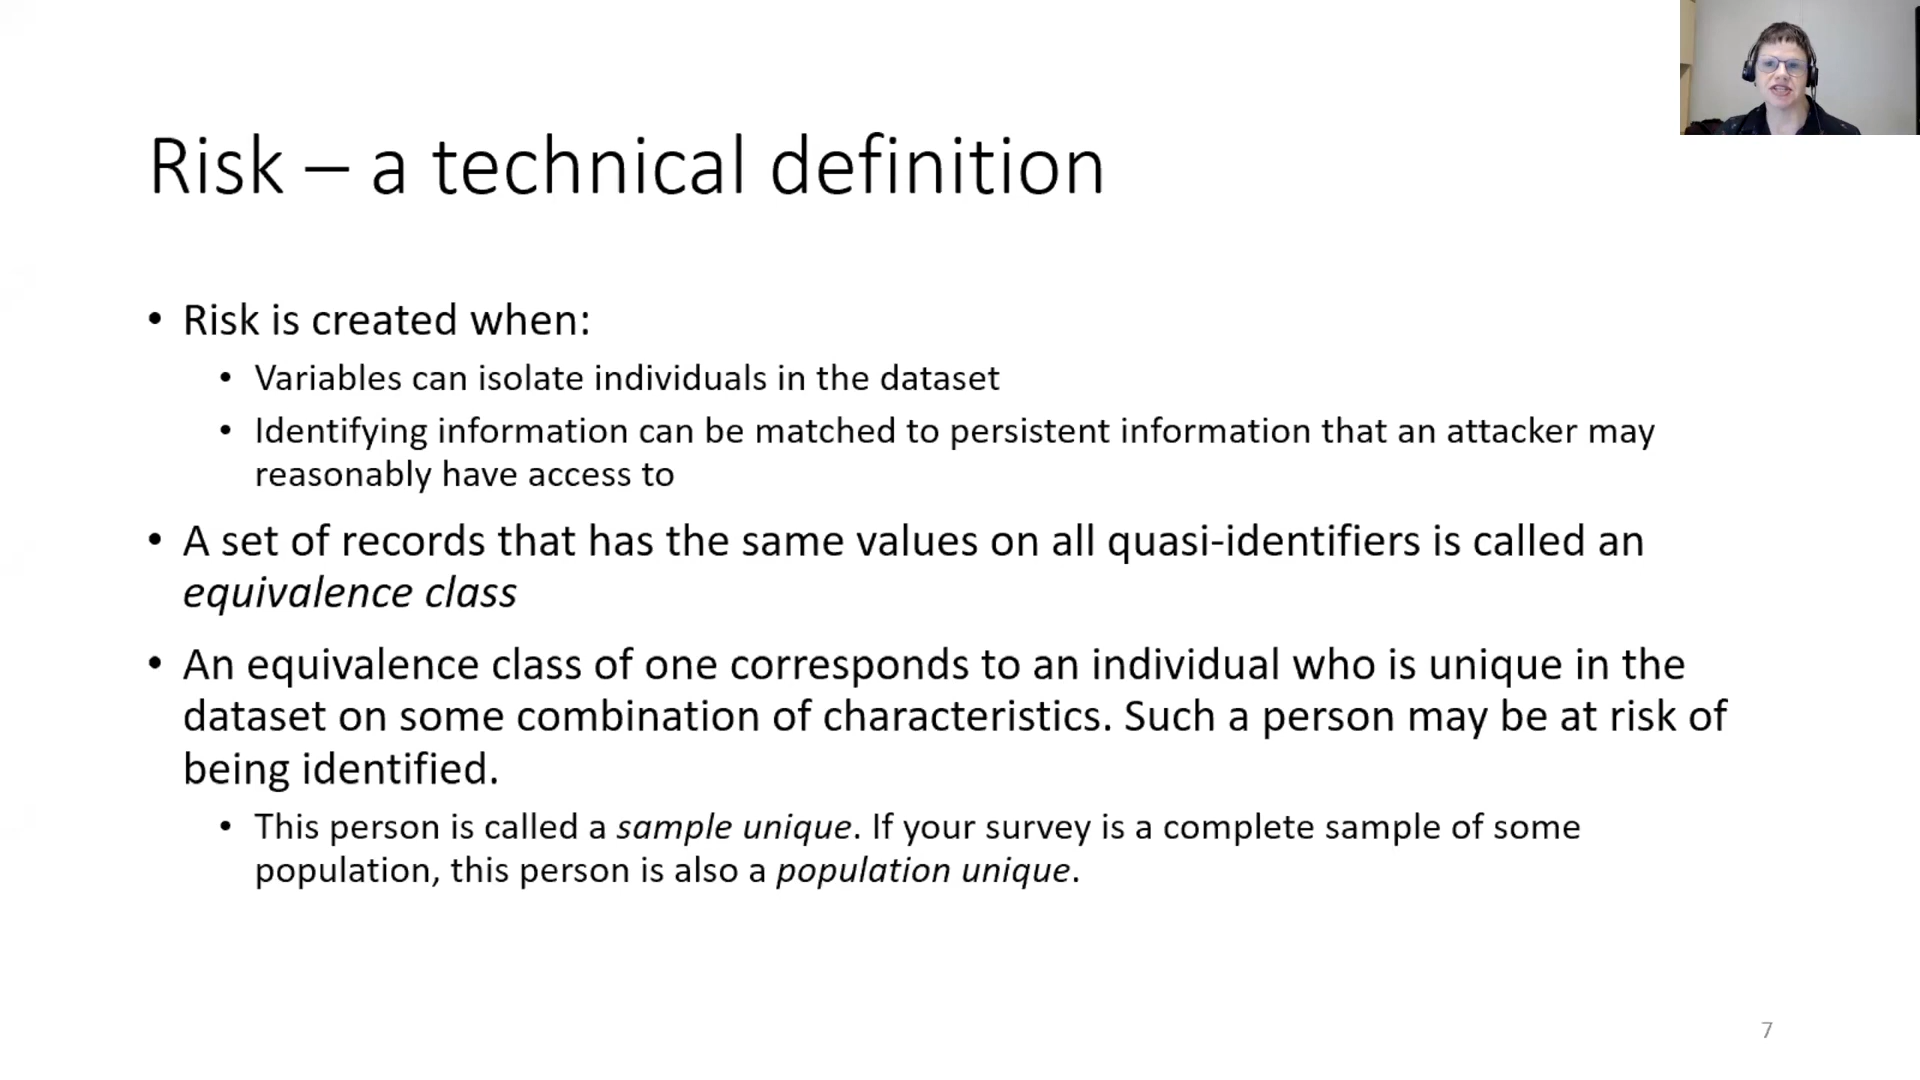 Risk – a technical definition
• Risk is created when:
• Variables can isolate individuals in the dataset
• Identifying information can be matched to persistent information that an attacker may
reasonably have access to
• A set of records that has the same values on all quasi-identifiers is called an
equivalence class
• An equivalence class of one corresponds to an individual who is unique in the
dataset on some combination of characteristics. Such a person may be at risk of
being identified.
• This person is called a sample unique. If your survey is a complete sample of some
population, this person is also a population unique.
7